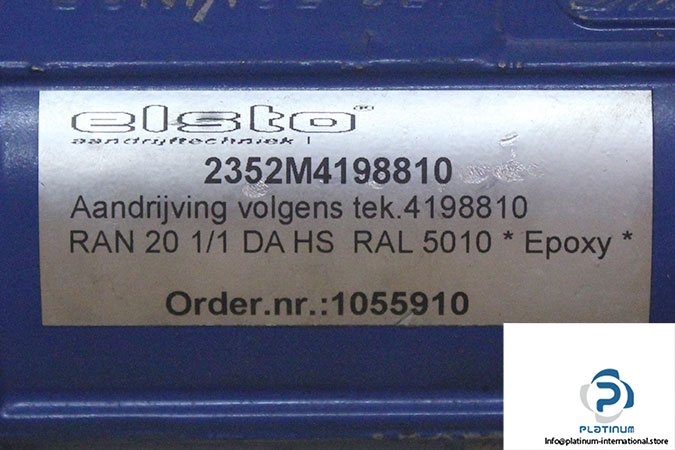 elsto™
aandrijftechniek
2352M4198810
Aandrijving volgens tek.4198810
RAN 20 1/1 DA HS RAL 5010 * Epoxy *
Order.nr.:1055910
PLATINUM
info@platinum-international.store